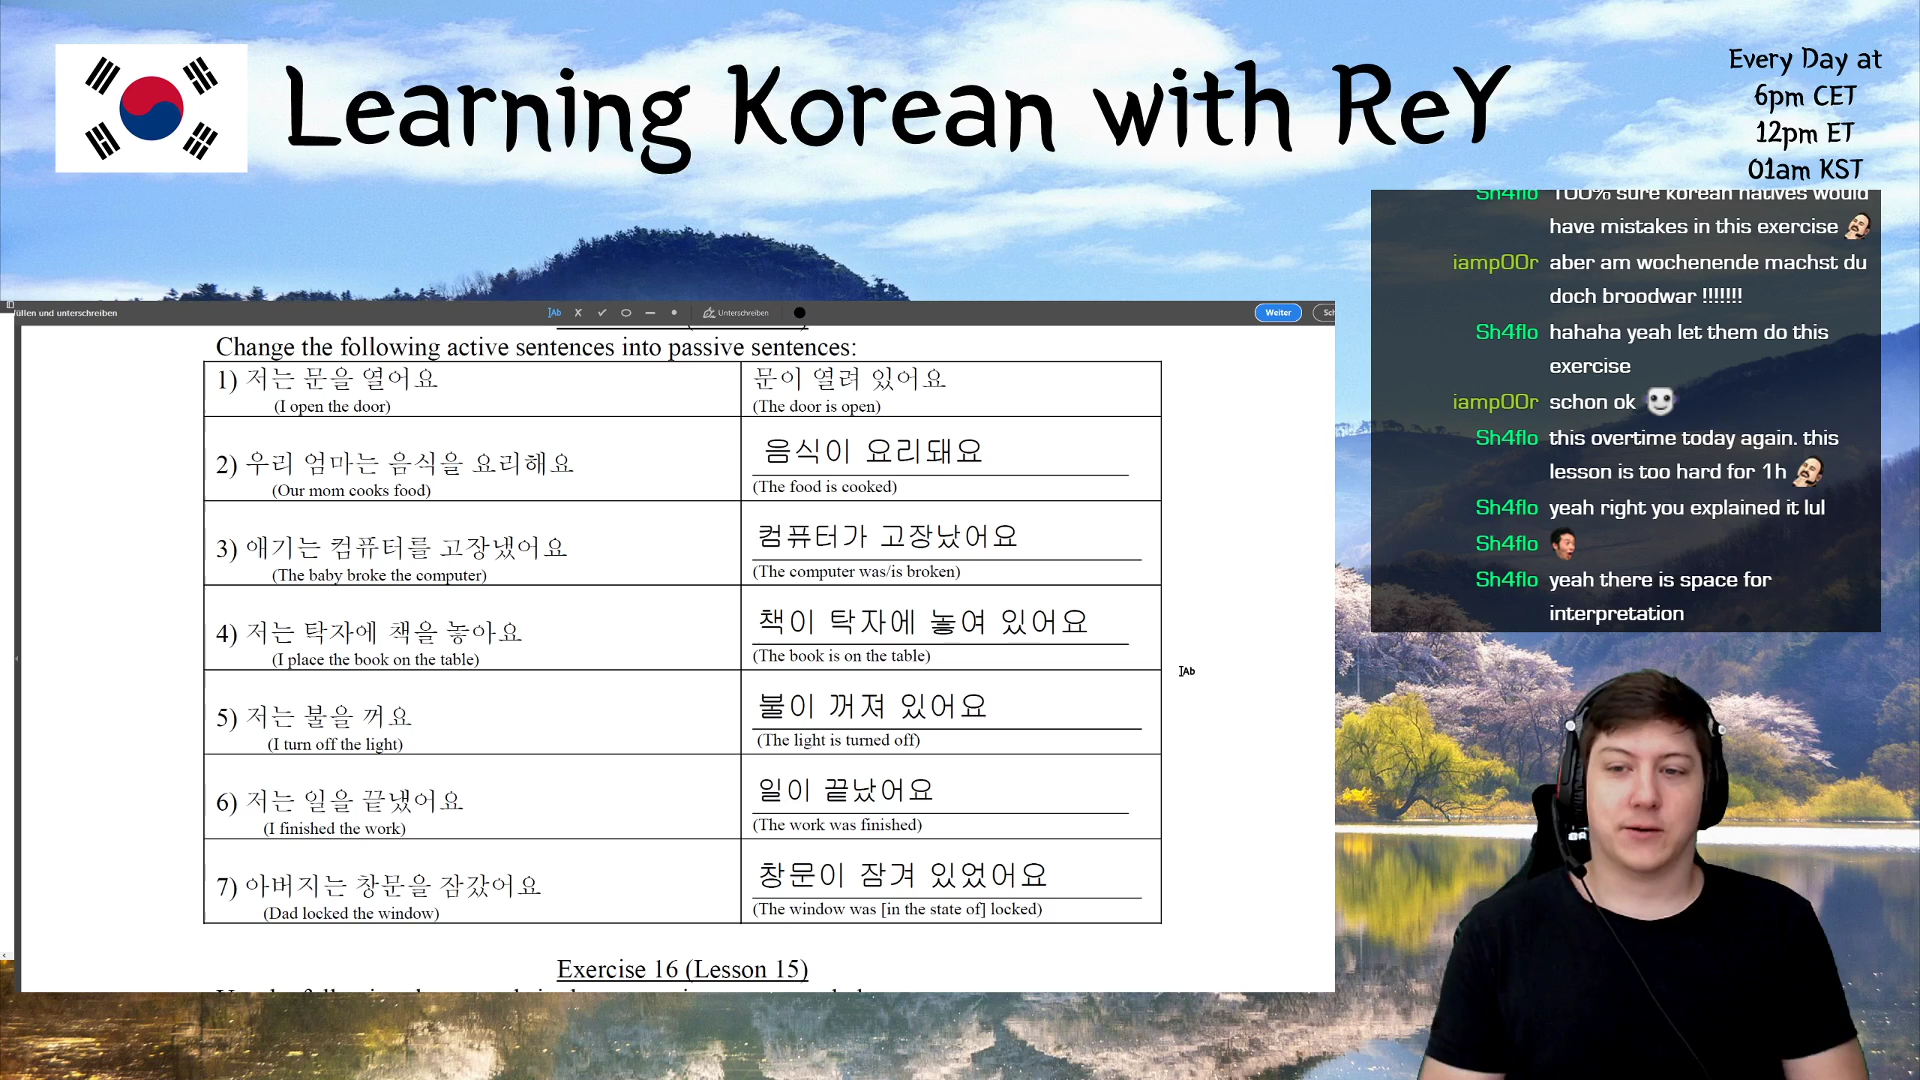 Learning Korean with ReY
Every Day at
6pm CET
12pm ET
01am KST
Sh4flo 100% sure korean natives would
have mistakes in this exercise
iamp00r aber am wochenende machst du
doch broodwar !!!!!!!
Sh4flo hahaha yeah let them do this
exercise
iamp00r schon ok
Sh4flo this overtime today again. this
lesson is too hard for 1h
Sh4flo yeah right you explained it lul
Sh4flo
Sh4flo yeah there is space for
interpretation
füllen und unterschreiben
Ab
Unterschreiben
Weiter
Sch
Change the following active sentences into passive sentences:
1) 저는 문을 열어요
(I open the door)
문이 열려 있어요
(The door is open)
2) 우리 엄마는 음식을 요리해요
(Our mom cooks food)
음식이 요리돼요
(The food is cooked)
3) 애기는 컴퓨터를 고장냈어요
(The baby broke the computer)
컴퓨터가 고장났어요
(The computer was/is broken)
4) 저는 탁자에 책을 놓아요
(I place the book on the table)
책이 탁자에 놓여 있어요
(The book is on the table)
5) 저는 불을 꺼요
(I turn off the light)
불이 꺼져 있어요
(The light is turned off)
6) 저는 일을 끝냈어요
(I finished the work)
일이 끝났어요
(The work was finished)
7) 아버지는 창문을 잠갔어요
(Dad locked the window)
창문이 잠겨 있었어요
(The window was [in the state of] locked)
Ab
Exercise 16 (Lesson 15)